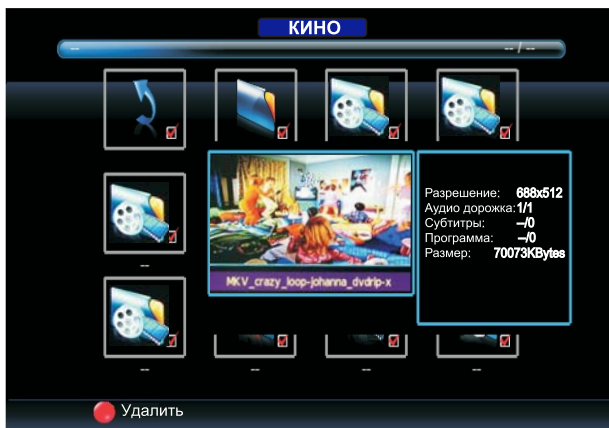 КИНО
-- -- / --
MKV_crazy_loop-johanna_dvdrip-x
Разрешение: 688x512
Аудио дорожка: 1/1
Субтитры: --/0
Программа: --/0
Размер: 70073KBytes
--
-- -- -- --
Удалить